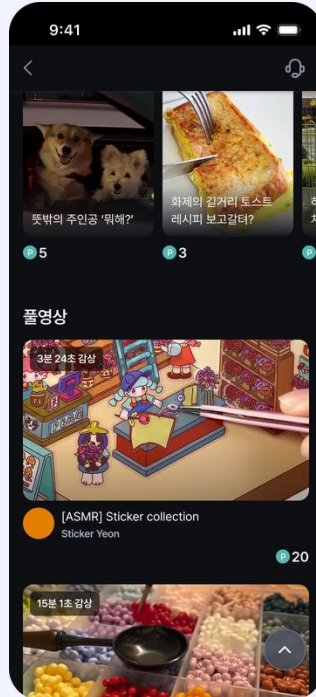 9:41
뜻밖의 주인공 ‘뭐해?’
화제의 길거리 토스트
레시피 보고갈텨?
P 5
P 3
P
풀영상
3분 24초 감상
[ASMR] Sticker collection
Sticker Yeon
P 20
15분 1초 감상